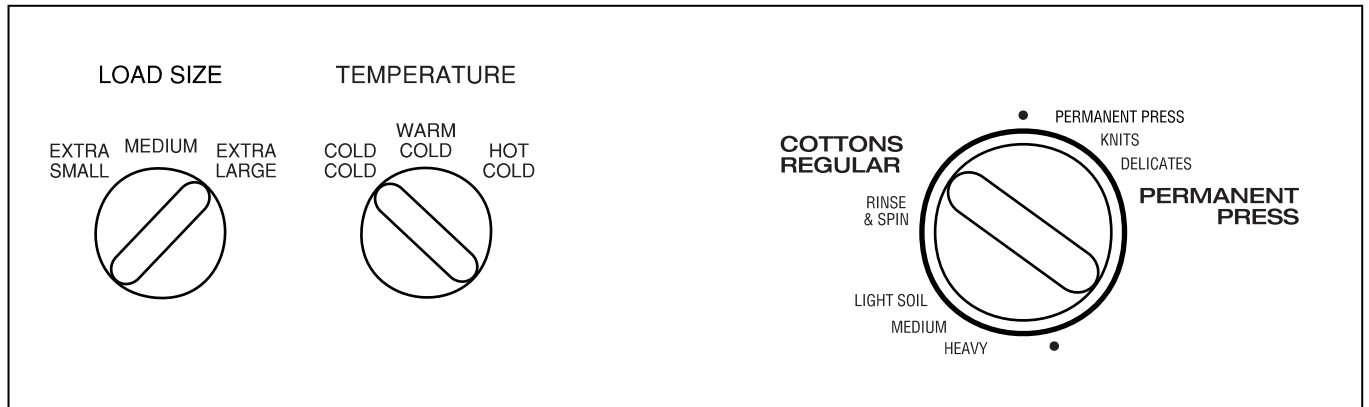 LOAD SIZE
EXTRA
SMALL
MEDIUM
EXTRA
LARGE
TEMPERATURE
COLD
COLD
WARM
COLD
HOT
COLD
COTTONS
REGULAR
RINSE
& SPIN
LIGHT SOIL
MEDIUM
HEAVY
PERMANENT PRESS
KNITS
DELICATES
PERMANENT
PRESS